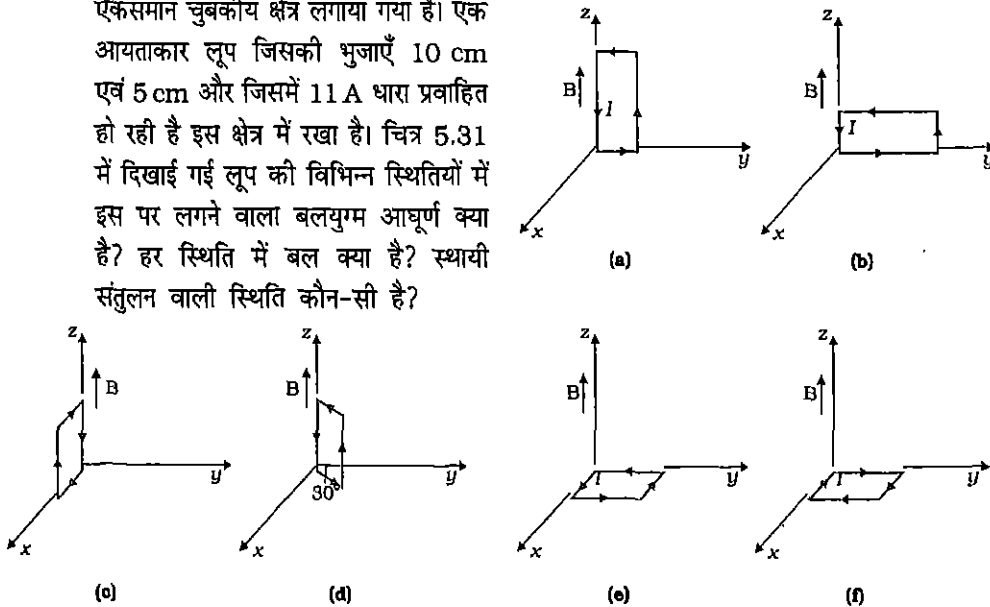 एकसमान चुंबकीय क्षेत्र लगाया गया है। एक
आयताकार लूप जिसकी भुजाएँ 10 cm
एवं 5 cm और जिसमें 11 A धारा प्रवाहित
हो रही है इस क्षेत्र में रखा है। चित्र 5.31
में दिखाई गई लूप की विभिन्न स्थितियों में
इस पर लगने वाला बलयुग्म आघूर्ण क्या
है? हर स्थिति में बल क्या है? स्थायी
संतुलन वाली स्थिति कौन-सी है?
z B I y x
(a)
z B I y x
(b)
z B y x
(c)
z B 30° y x
(d)
z B I y x
(e)
z B I y x
(f)